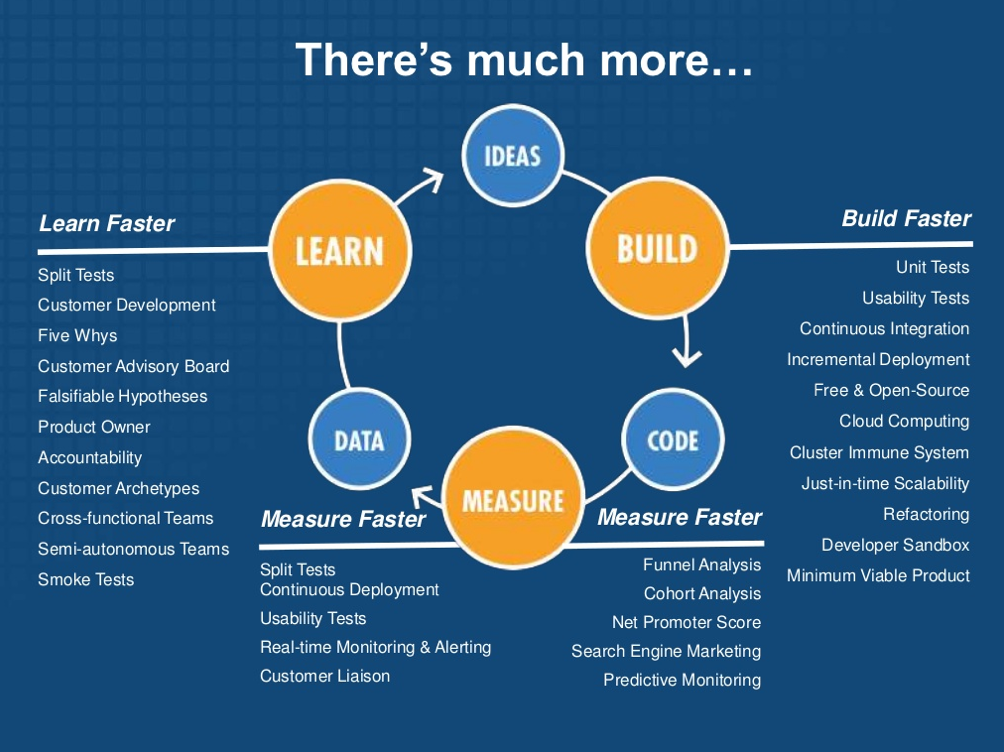 There's much more…
IDEAS
LEARN
BUILD
DATA
CODE
MEASURE
Learn Faster
Split Tests
Customer Development
Five Whys
Customer Advisory Board
Falsifiable Hypotheses
Product Owner
Accountability
Customer Archetypes
Cross-functional Teams
Semi-autonomous Teams
Smoke Tests
Measure Faster
Split Tests
Continuous Deployment
Usability Tests
Real-time Monitoring & Alerting
Customer Liaison
Measure Faster
Funnel Analysis
Cohort Analysis
Net Promoter Score
Search Engine Marketing
Predictive Monitoring
Build Faster
Unit Tests
Usability Tests
Continuous Integration
Incremental Deployment
Free & Open-Source
Cloud Computing
Cluster Immune System
Just-in-time Scalability
Refactoring
Developer Sandbox
Minimum Viable Product